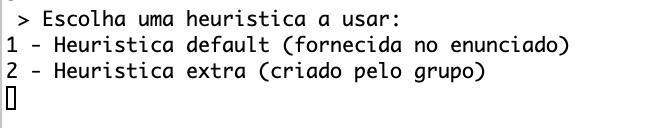 > Escolha uma heuristica a usar:
1 - Heuristica default (fornecida no enunciado)
2 - Heuristica extra (criado pelo grupo)